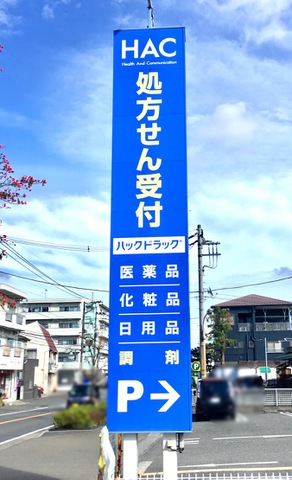 HAC
Health And Communication
処方せん受付
ハックドラッグ
医薬品
化粧品
日用品
調剤
P→